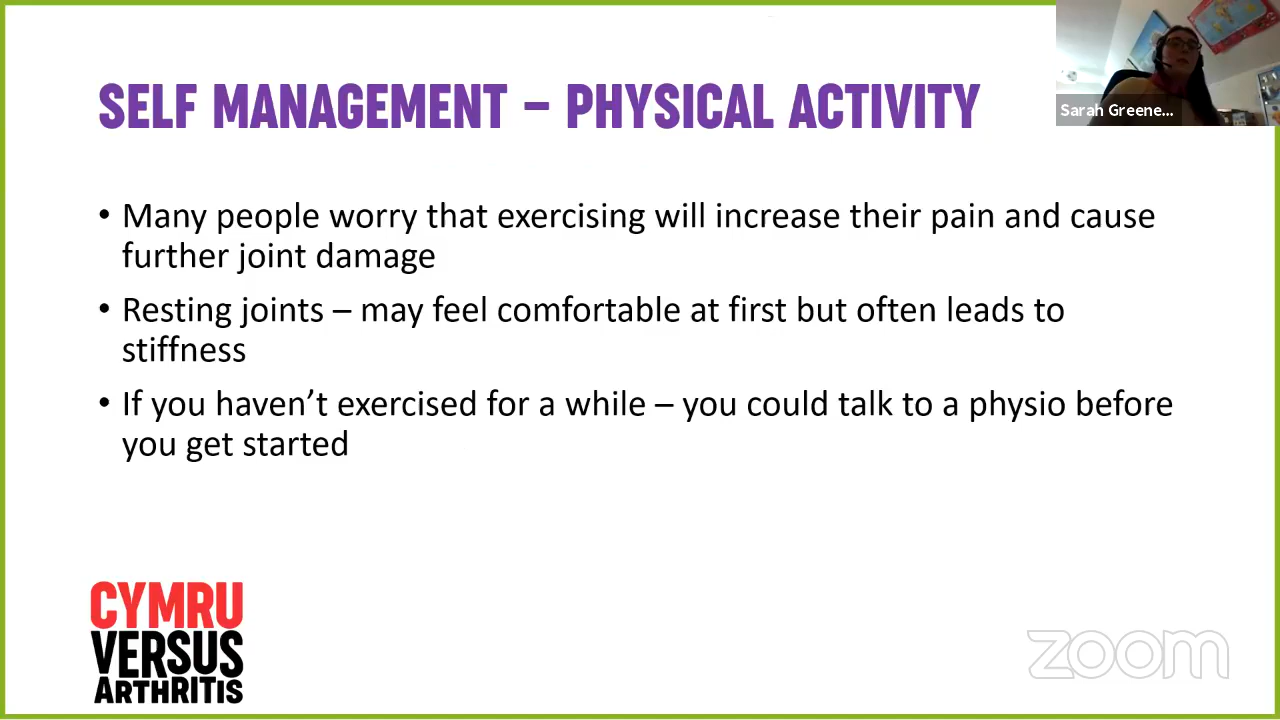 SELF MANAGEMENT – PHYSICAL ACTIVITY
Sarah Greene...
• Many people worry that exercising will increase their pain and cause
further joint damage
• Resting joints – may feel comfortable at first but often leads to
stiffness
• If you haven’t exercised for a while – you could talk to a physio before
you get started
CYMRU
VERSUS
ARTHRITIS
zoom